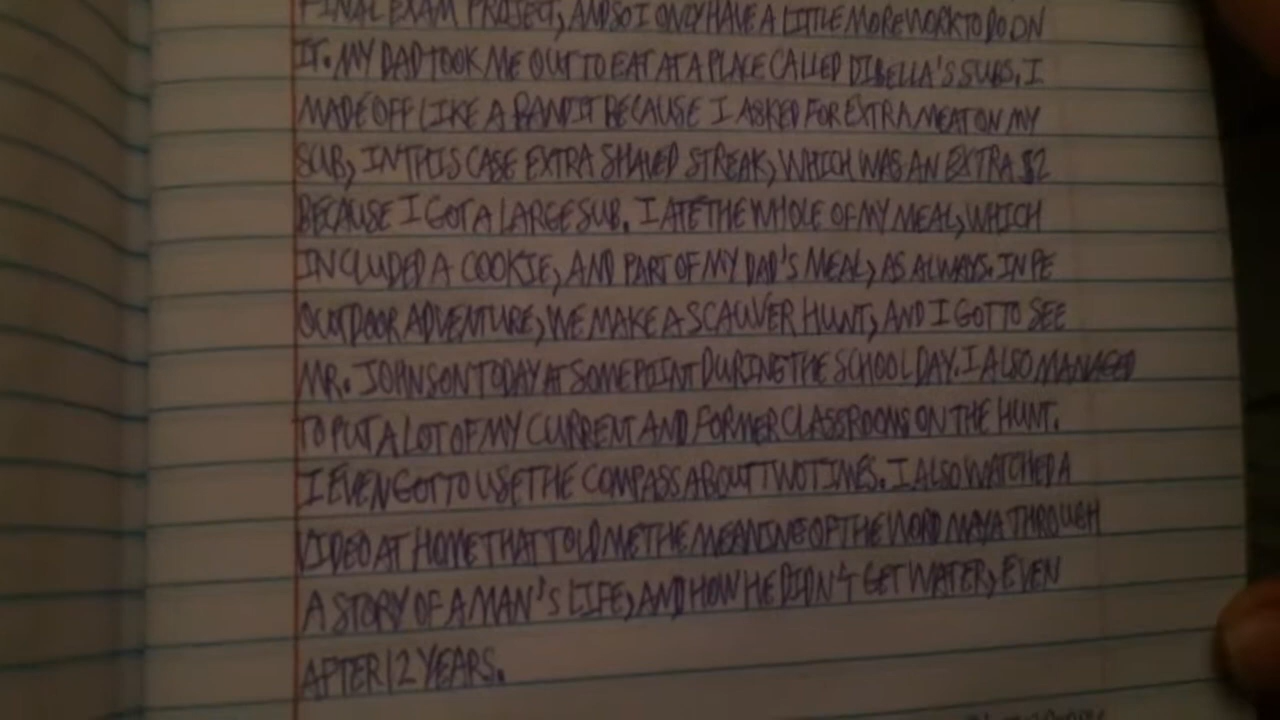 FINAL EXAM PROJECT, AND SO I ONLY HAVE A LITTLE MORE WORK TO DO ON
IT. MY DAD TOOK ME OUT TO EAT AT A PLACE CALLED DIBELLA'S SUBS. I
MADE OFF LIKE A BANDIT BECAUSE I ASKED FOR EXTRA MEAT ON MY
SUB, IN THIS CASE EXTRA SHAVED STREAK, WHICH WAS AN EXTRA $2
BECAUSE I GOT A LARGE SUB. I ATE THE WHOLE OF MY MEAL, WHICH
INCLUDED A COOKIE, AND PART OF MY DAD'S MEAL, AS ALWAYS. IN PE
OUTDOOR ADVENTURE, WE MAKE A SCAUVER HUNT, AND I GOT TO SEE
MR. JOHNSON TODAY AT SOME POINT DURING THE SCHOOL DAY. I ALSO MANAGED
TO PUT A LOT OF MY CURRENT AND FORMER CLASSROOMS ON THE HUNT.
I EVEN GOT TO USE THE COMPASS ABOUT TWO TIMES. I ALSO WATCHED A
VIDEO AT HOME THAT TOLD ME THE MEANING OF THE WORD MAYA THROUGH
A STORY OF A MAN'S LIFE, AND HOW HE DIDN'T GET WATER, EVEN
AFTER 12 YEARS.